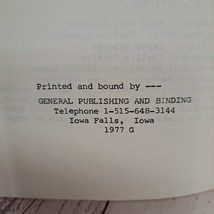 Printed and bound by ---
GENERAL PUBLISHING AND BINDING
Telephone 1-515-648-3144
Iowa Falls, Iowa
1977 G